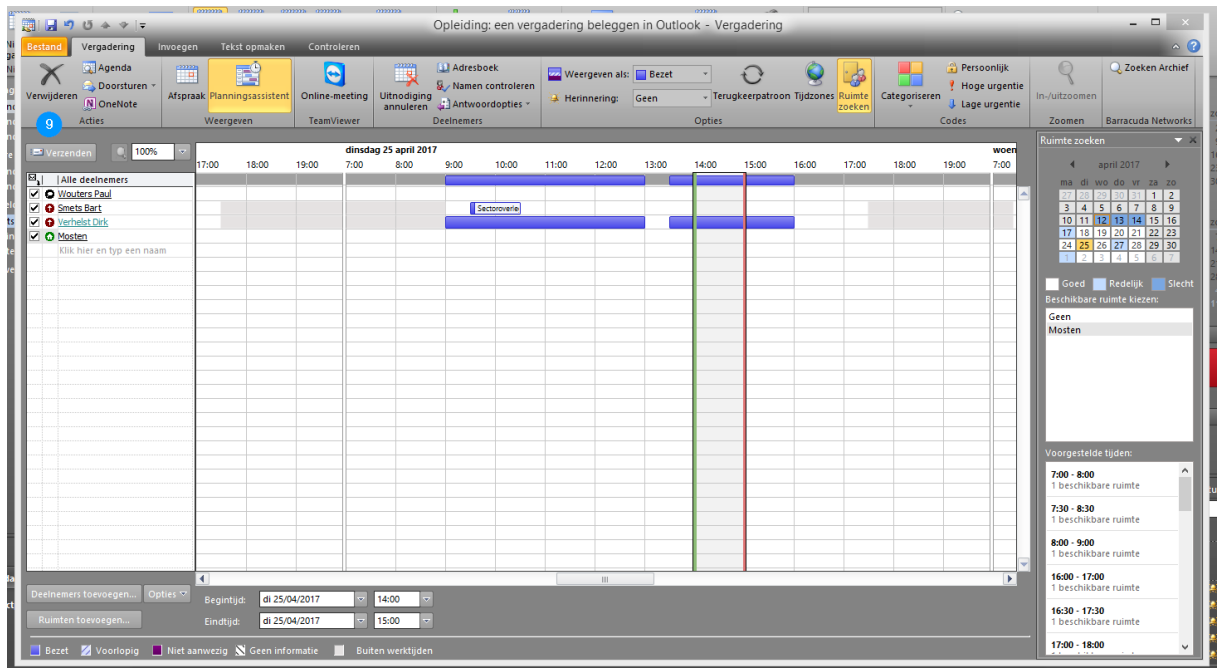 Opleiding: een vergadering beleggen in Outlook - Vergadering
Bestand Vergadering Invoegen Tekst opmaken Controleren
Verwijderen
Agenda
Doorsturen
OneNote
Acties
9
Afspraak Planningsassistent
Weergeven
Online-meeting
TeamViewer
Uitnodiging annuleren
Adresboek
Namen controleren
Antwoordopties
Deelnemers
Weergeven als: Bezet
Herinnering: Geen
Terugkeerpatroon Tijdzones Ruimte zoeken
Opties
Categoriseren
Persoonlijk
Hoge urgentie
Lage urgentie
Codes
In-/uitzoomen
Zoomen
Zoeken Archief
Barracuda Networks
Verzenden 100%
dinsdag 25 april 2017 woen
17:00 18:00 19:00 7:00 8:00 9:00 10:00 11:00 12:00 13:00 14:00 15:00 16:00 17:00 18:00 19:00 7:00
Alle deelnemers
Wouters Paul
Smets Bart Sectoroverle
Verhelst Dirk
Mosten
Klik hier en typ een naam
Deelnemers toevoegen... Opties
Ruimten toevoegen...
Begintijd: di 25/04/2017 14:00
Eindtijd: di 25/04/2017 15:00
Bezet Voorlopig Niet aanwezig Geen informatie Buiten werktijden
Ruimte zoeken
april 2017
ma di wo do vr za zo
27 28 29 30 31 1 2
3 4 5 6 7 8 9
10 11 12 13 14 15 16
17 18 19 20 21 22 23
24 25 26 27 28 29 30
1 2 3 4 5 6 7
Goed Redelijk Slecht
Beschikbare ruimte kiezen:
Geen
Mosten
Voorgestelde tijden:
7:00 - 8:00
1 beschikbare ruimte
7:30 - 8:30
1 beschikbare ruimte
8:00 - 9:00
1 beschikbare ruimte
16:00 - 17:00
1 beschikbare ruimte
16:30 - 17:30
1 beschikbare ruimte
17:00 - 18:00